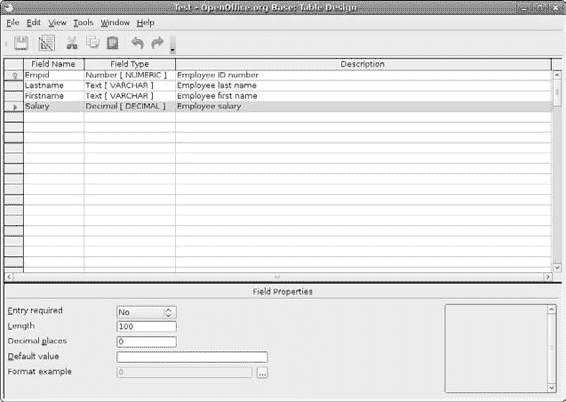 Test - OpenOffice.org Base: Table Design
File Edit View Tools Window Help
Field Name Field Type Description
Empid Number [ NUMERIC ] Employee ID number
Lastname Text [ VARCHAR ] Employee last name
Firstname Text [ VARCHAR ] Employee first name
Salary Decimal [ DECIMAL ] Employee salary
Field Properties
Entry required No
Length 100
Decimal places 0
Default value
Format example 0 ...